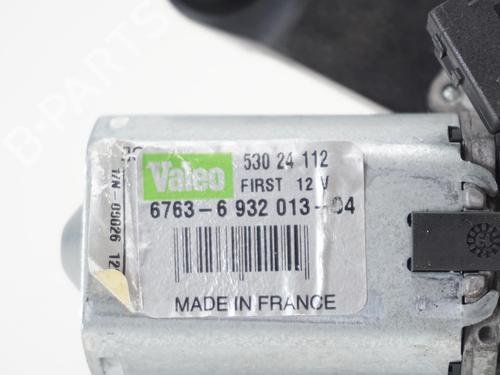 Valeo
530 24 112
FIRST 12 V
6763-6 932 013-04
MADE IN FRANCE
B-PARTS